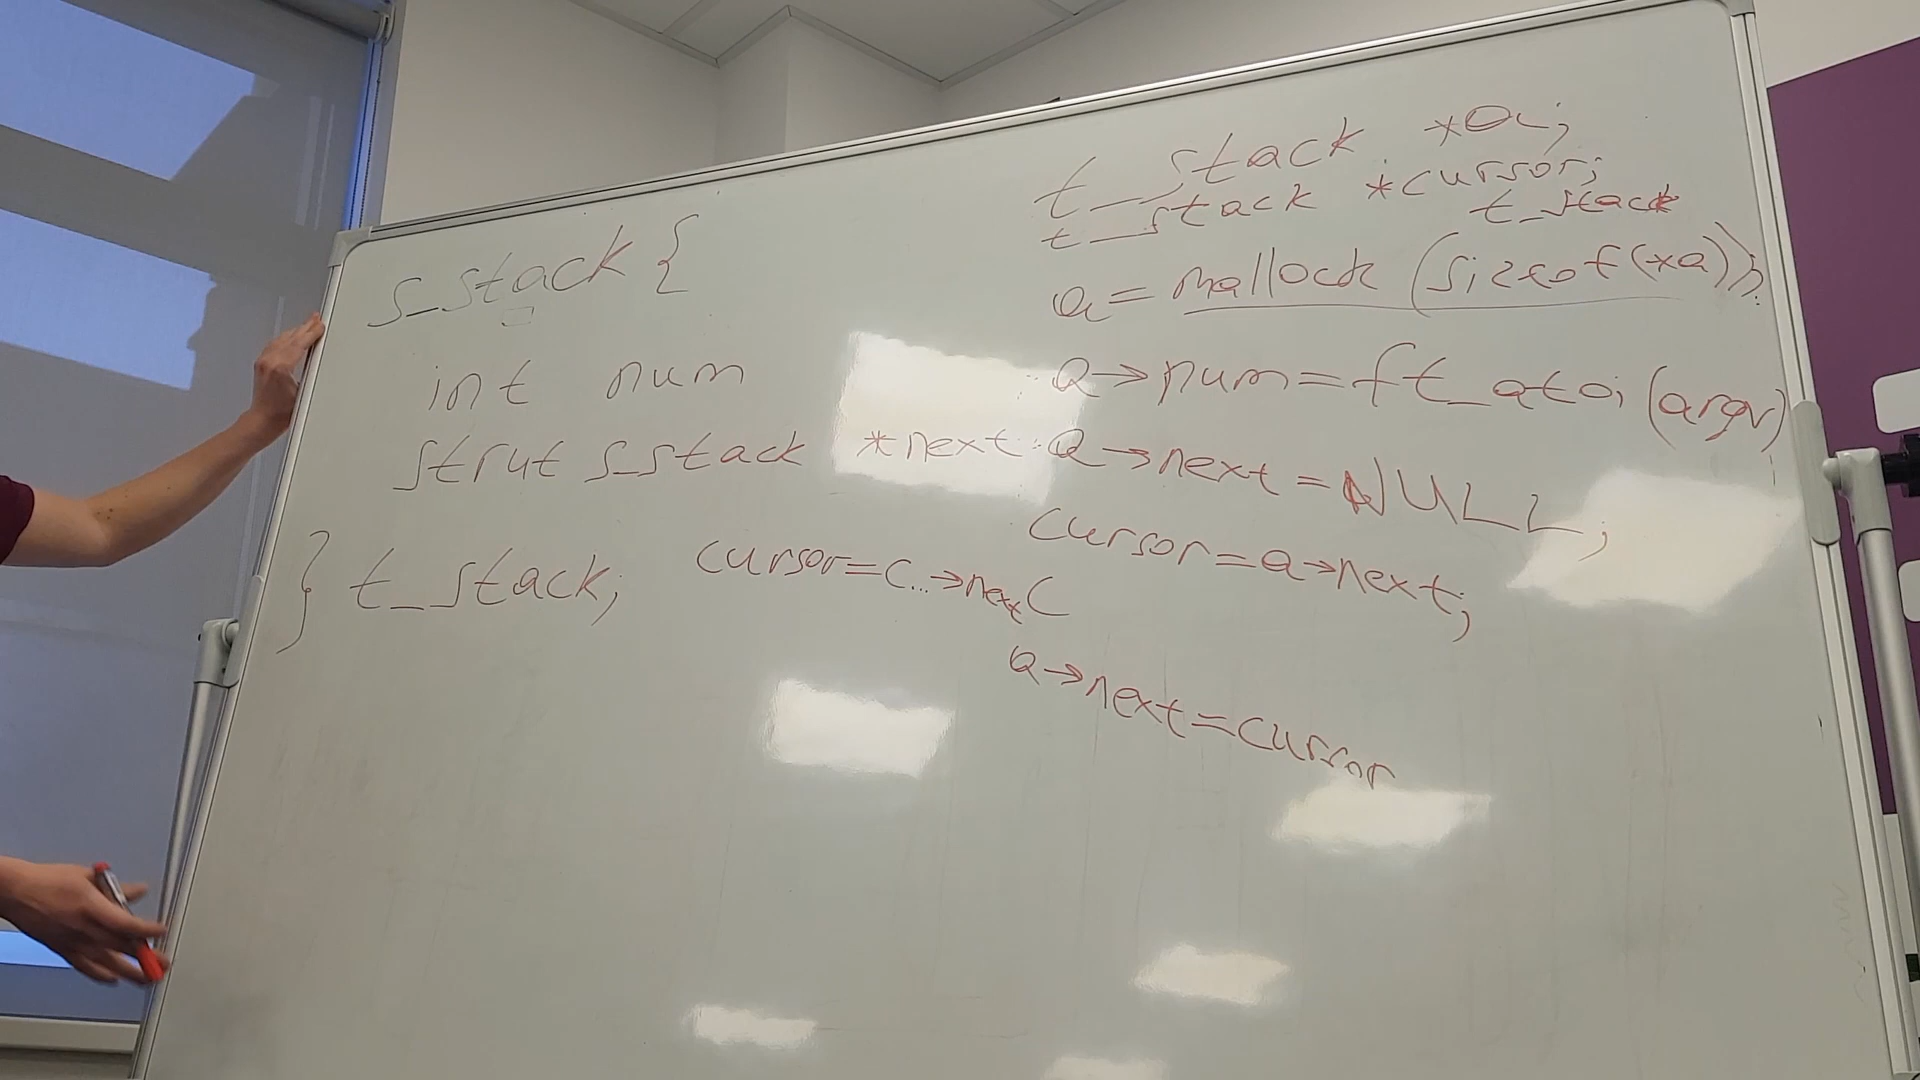 s_stack {
int num
strut s_stack *next
} t_stack;
cursor=c..→next
t_stack *a;
t_stack *cursor;
t_stack
a = mallock (sizeof(*a));
a→num=ft_atoi(argv)
a→next=NULL;
cursor=a→next;
a→next=cursor